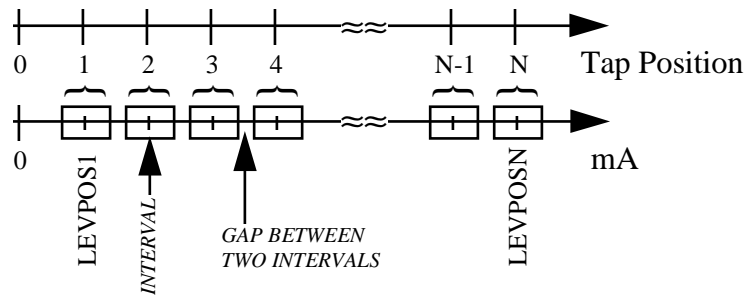 0 1 2 3 4 N-1 N Tap Position
0 mA
LEVPOS1
INTERVAL
GAP BETWEEN
TWO INTERVALS
LEVPOSN